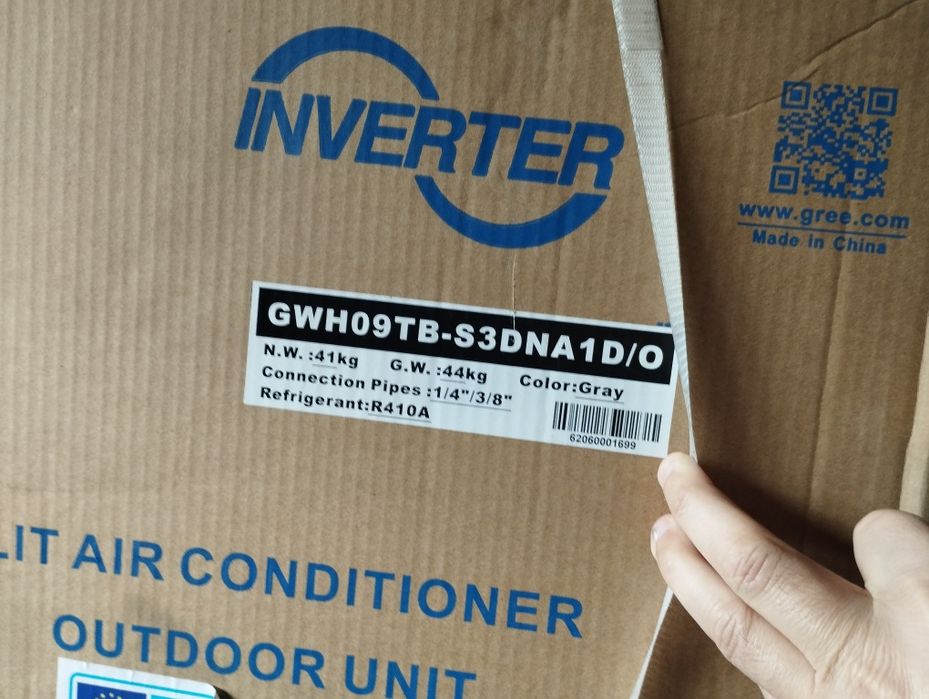 INVERTER
www.gree.com
Made in China
GWH09TB-S3DNA1D/O
N.W. :41kg G.W. :44kg Color:Gray
Connection Pipes :1/4"/3/8"
Refrigerant:R410A
62060001699
LIT AIR CONDITIONER
OUTDOOR UNIT